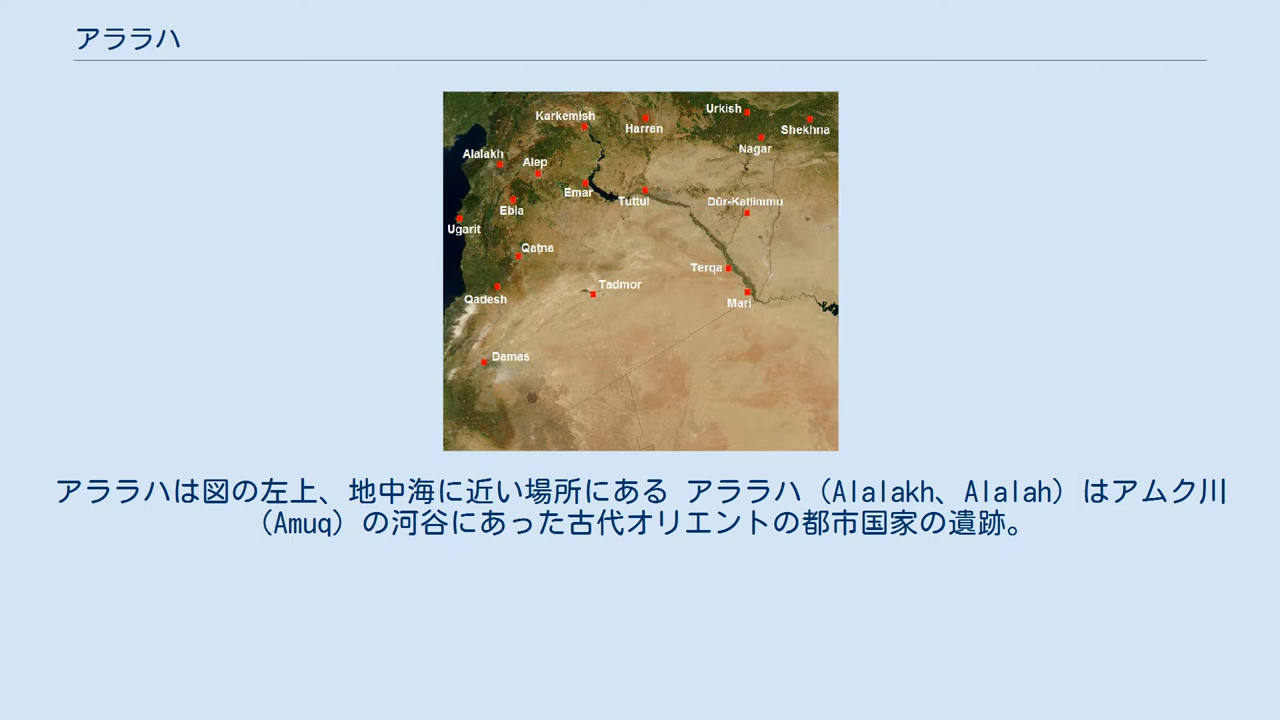 アララハ
Karkemish
Harran
Urkish
Shekhna
Nagar
Alalakh
Alep
Emar
Tuttul
Dūr-Katlimmu
Ebla
Ugarit
Qatna
Terqa
Tadmor
Qadesh
Mari
Damas
アララハは図の左上、地中海に近い場所にある アララハ（Alalakh、Alalah）はアムク川
（Amuq）の河谷にあった古代オリエントの都市国家の遺跡。